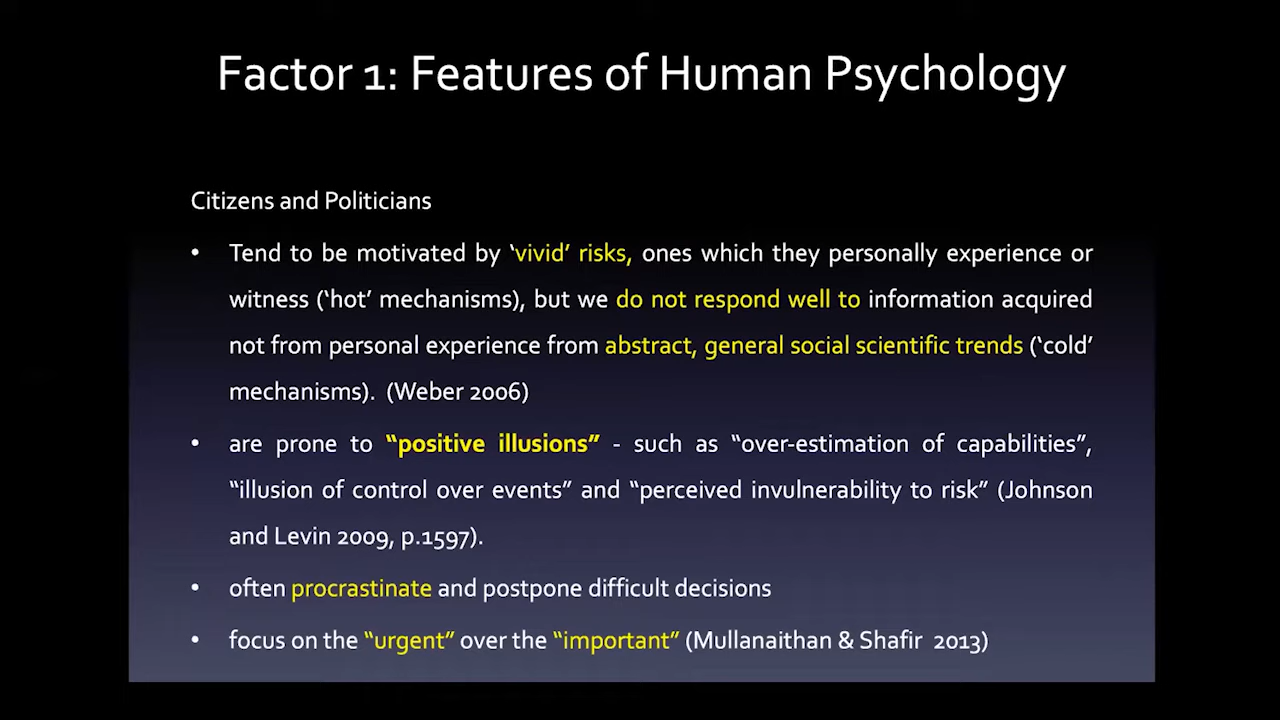 Factor 1: Features of Human Psychology
Citizens and Politicians
• Tend to be motivated by ‘vivid’ risks, ones which they personally experience or
witness (‘hot’ mechanisms), but we do not respond well to information acquired
not from personal experience from abstract, general social scientific trends (‘cold’
mechanisms). (Weber 2006)
• are prone to “positive illusions” - such as “over-estimation of capabilities”,
“illusion of control over events” and “perceived invulnerability to risk” (Johnson
and Levin 2009, p.1597).
• often procrastinate and postpone difficult decisions
• focus on the “urgent” over the “important” (Mullanaithan & Shafir 2013)